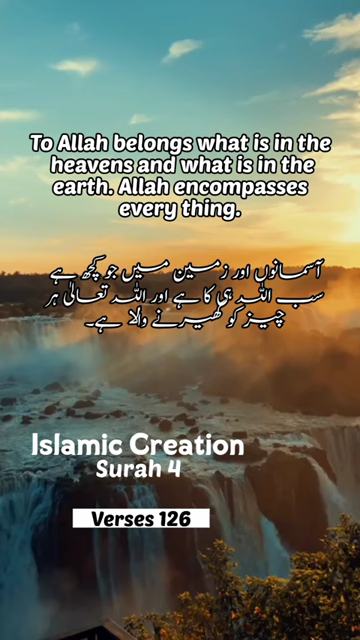 To Allah belongs what is in the
heavens and what is in the
earth. Allah encompasses
every thing.
آسمانوں اور زمین میں جو کچھ ہے
سب اللہ ہی کا ہے اور اللہ تعالیٰ ہر
چیز کو گھیرنے والا ہے۔
Islamic Creation
Surah 4
Verses 126